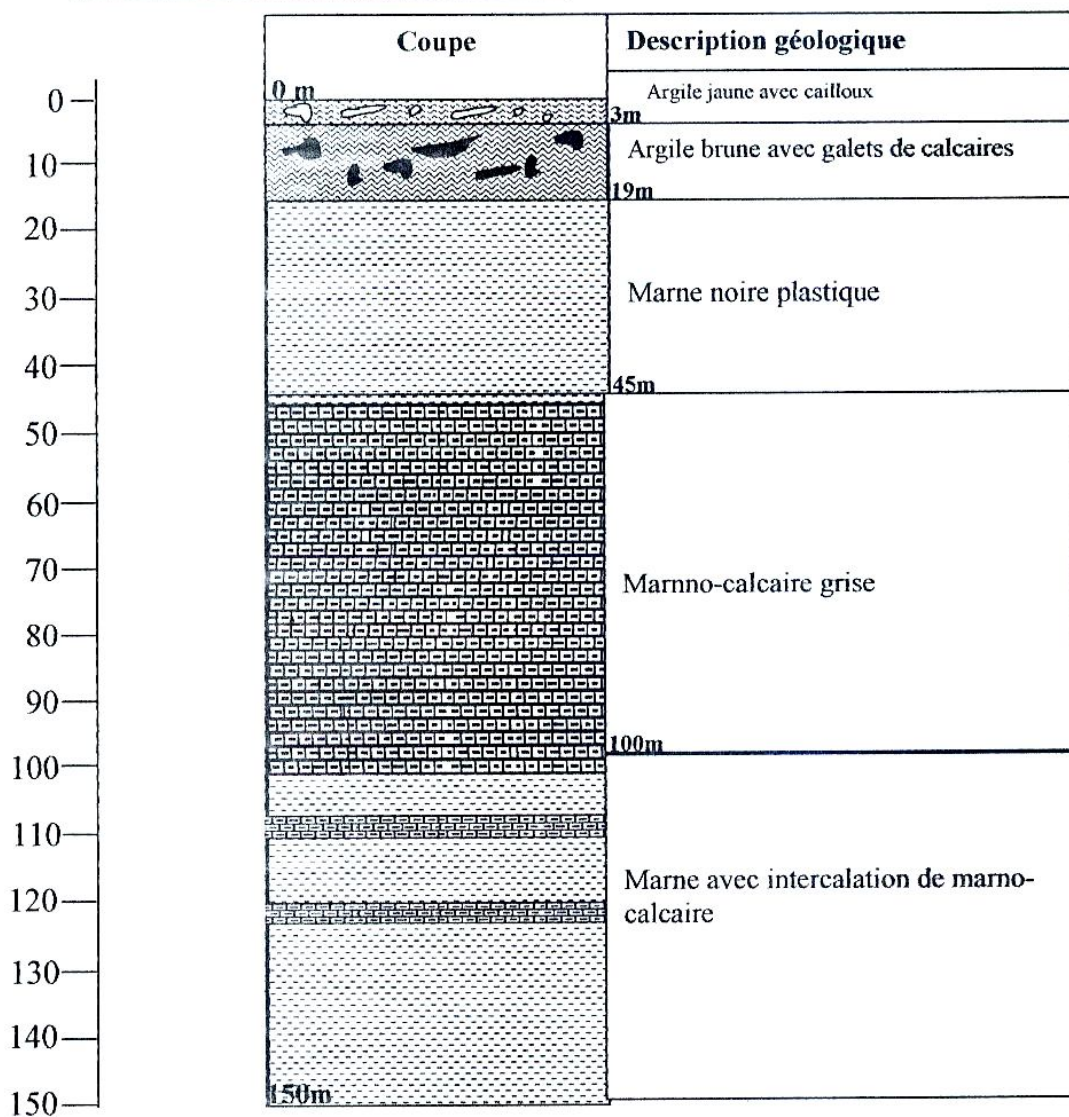 Coupe
Description géologique
0 m
0
Argile jaune avec cailloux
3m
10
Argile brune avec galets de calcaires
19m
20
30
Marne noire plastique
40
45m
50
60
70
Marnno-calcaire grise
80
90
100m
100
110
Marne avec intercalation de marno-
calcaire
120
130
140
150m
150